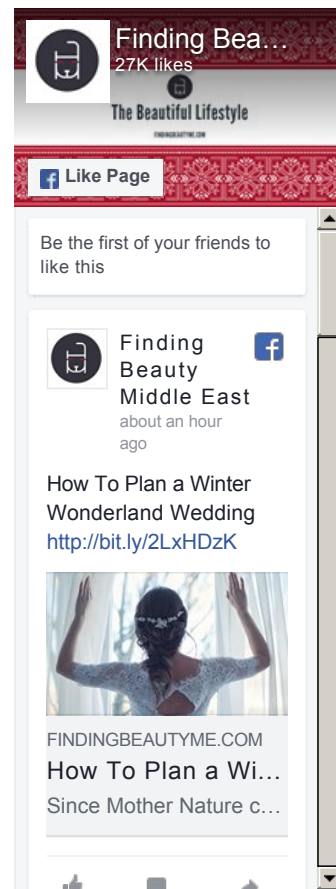 Finding Bea...
27K likes
The Beautiful Lifestyle
FINDINGBEAUTYME.COM
Like Page
Be the first of your friends to
like this
Finding
Beauty
Middle East
about an hour
ago
How To Plan a Winter
Wonderland Wedding
http://bit.ly/2LxHDzK
FINDINGBEAUTYME.COM
How To Plan a Wi...
Since Mother Nature c...